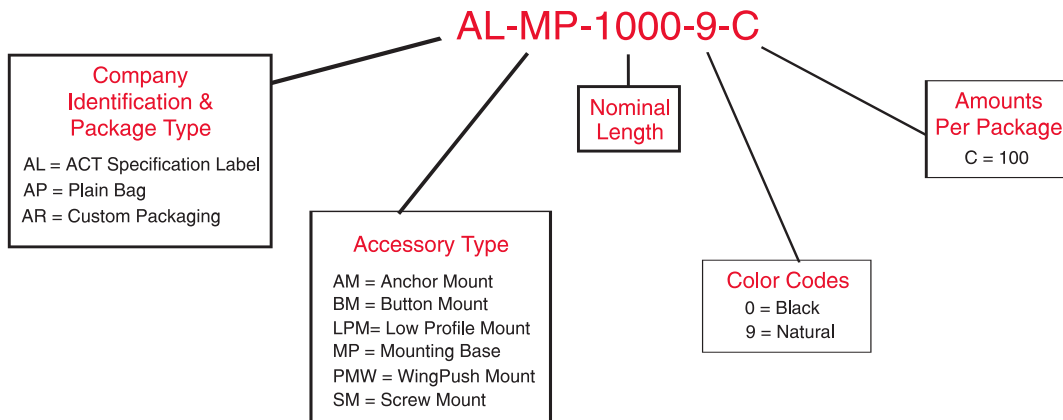 AL-MP-1000-9-C
Company
Identification &
Package Type
AL = ACT Specification Label
AP = Plain Bag
AR = Custom Packaging
Accessory Type
AM = Anchor Mount
BM = Button Mount
LPM= Low Profile Mount
MP = Mounting Base
PMW = WingPush Mount
SM = Screw Mount
Nominal
Length
Color Codes
0 = Black
9 = Natural
Amounts
Per Package
C = 100